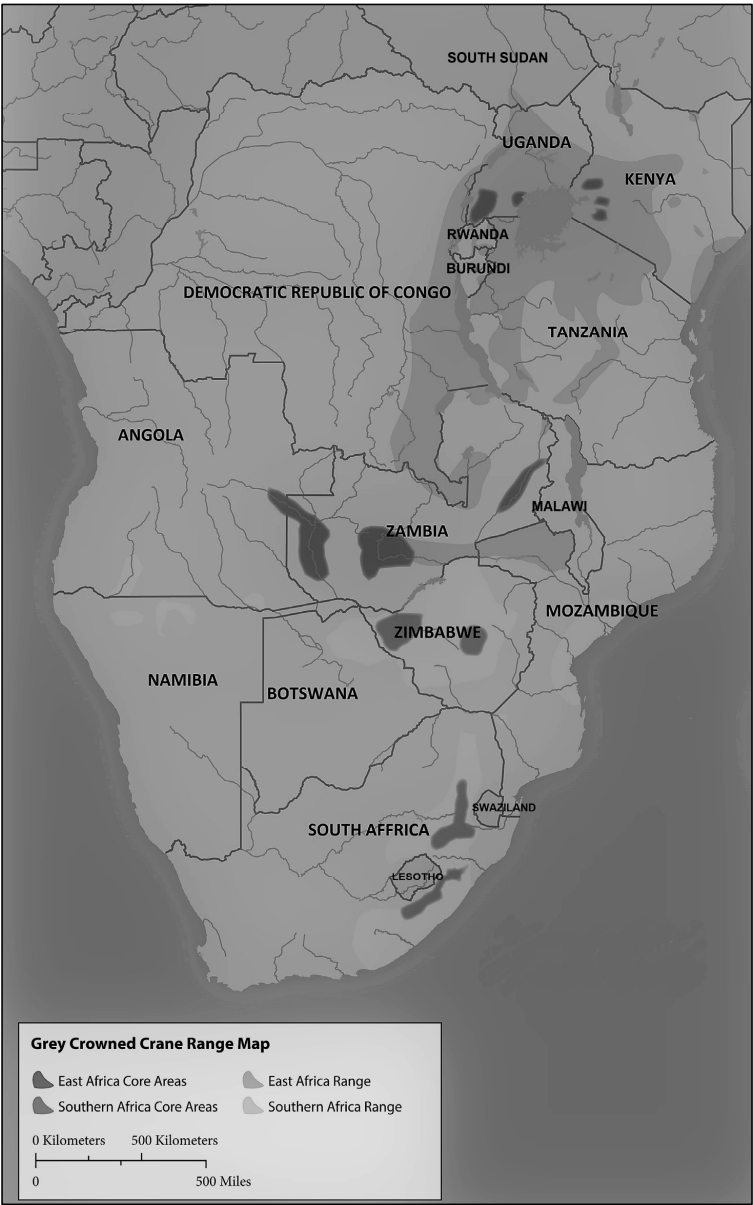 SOUTH SUDAN
UGANDA
KENYA
RWANDA
BURUNDI
DEMOCRATIC REPUBLIC OF CONGO
TANZANIA
ANGOLA
MALAWI
ZAMBIA
MOZAMBIQUE
ZIMBABWE
NAMIBIA
BOTSWANA
SWAZILAND
SOUTH AFFRICA
LESOTHO
Grey Crowned Crane Range Map
East Africa Core Areas
East Africa Range
Southern Africa Core Areas
Southern Africa Range
0 Kilometers 500 Kilometers
0 500 Miles